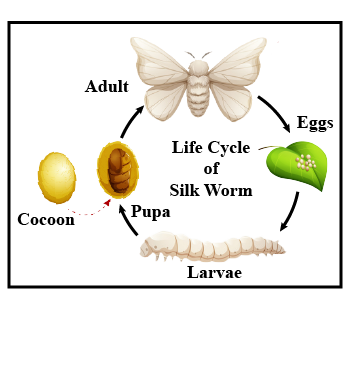 Adult
Eggs
Life Cycle
of
Silk Worm
Cocoon
Pupa
Larvae